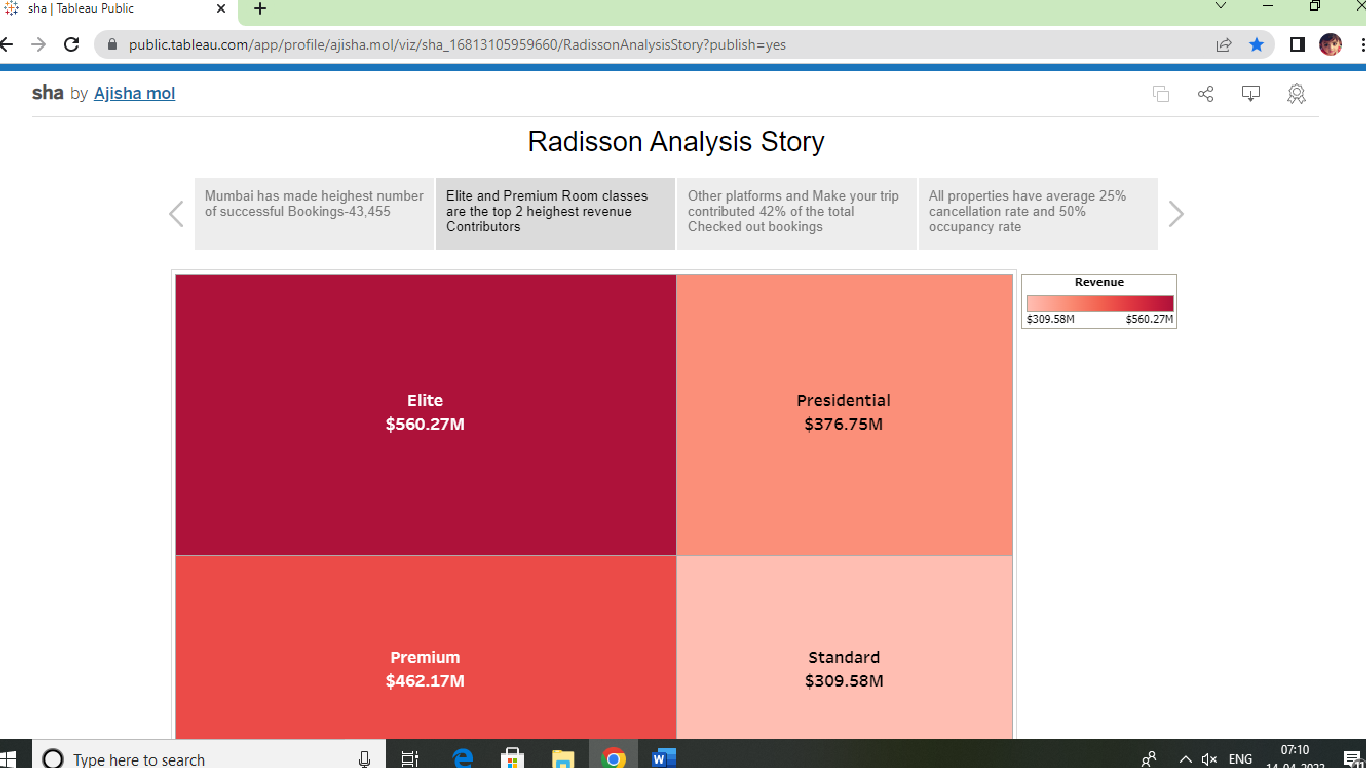 sha | Tableau Public
public.tableau.com/app/profile/ajisha.mol/viz/sha_16813105959660/RadissonAnalysisStory?publish=yes
sha by Ajisha mol
Radisson Analysis Story
Mumbai has made heighest number
of successful Bookings-43,455
Elite and Premium Room classes
are the top 2 heighest revenue
Contributors
Other platforms and Make your trip
contributed 42% of the total
Checked out bookings
All properties have average 25%
cancellation rate and 50%
occupancy rate
Revenue
$309.58M $560.27M
Elite
$560.27M
Presidential
$376.75M
Premium
$462.17M
Standard
$309.58M
Type here to search
W
ENG
07:10